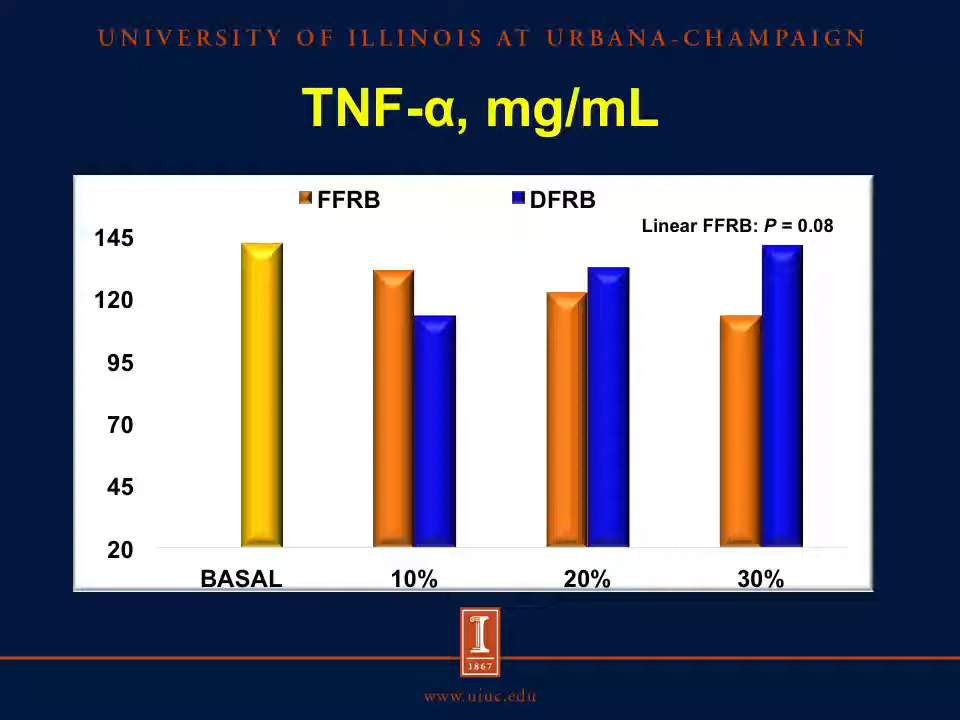 UNIVERSITY OF ILLINOIS AT URBANA-CHAMPAIGN
TNF-α, mg/mL
FFRB DFRB
Linear FFRB: P = 0.08
145
120
95
70
45
20
BASAL 10% 20% 30%
I
1867
www.uiuc.edu